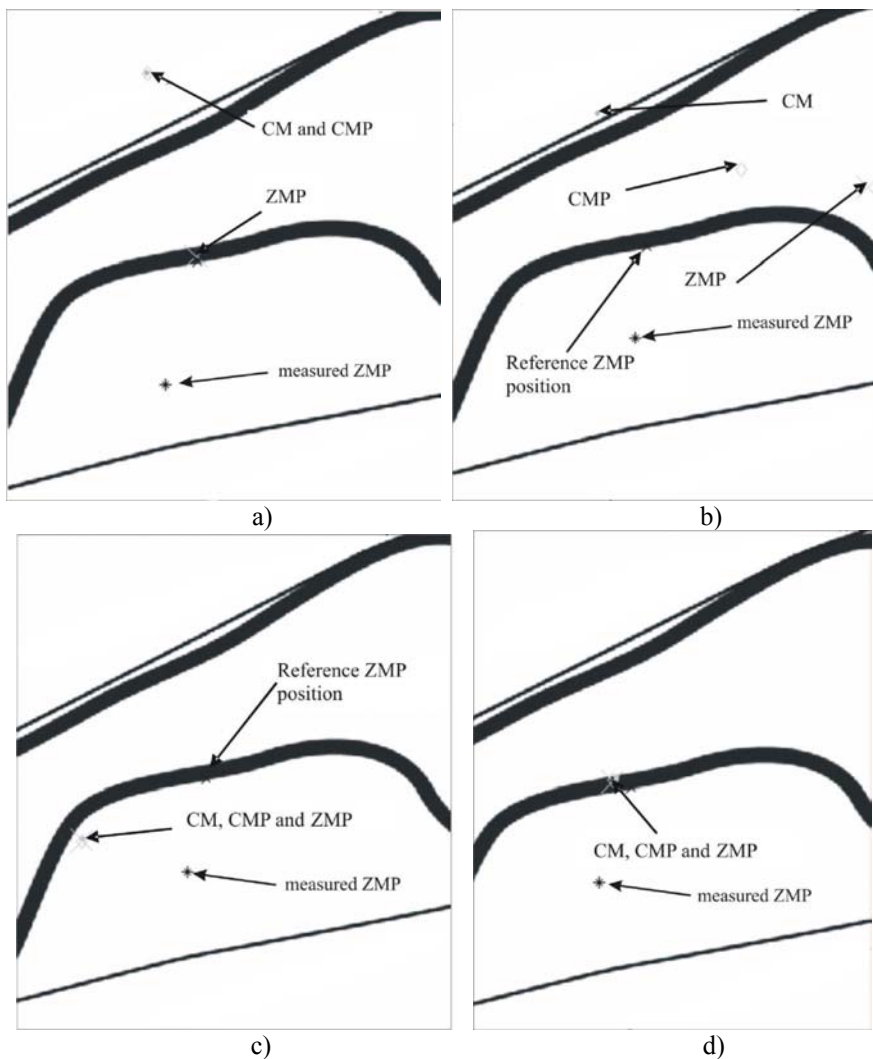 CM and CMP
ZMP
measured ZMP
a)
CM
CMP
ZMP
measured ZMP
Reference ZMP
position
b)
Reference ZMP
position
CM, CMP and ZMP
measured ZMP
c)
CM, CMP and ZMP
measured ZMP
d)